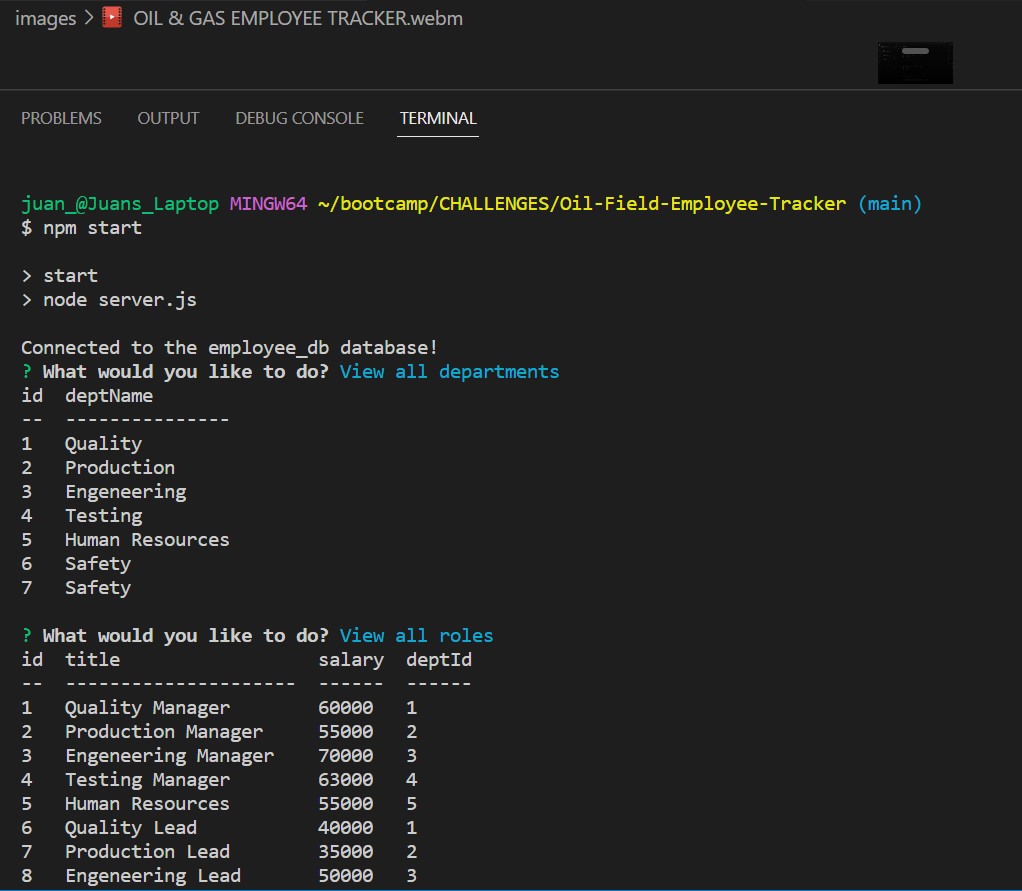 images > OIL & GAS EMPLOYEE TRACKER.webm
PROBLEMS OUTPUT DEBUG CONSOLE TERMINAL
juan_@Juans_Laptop MINGW64 ~/bootcamp/CHALLENGES/Oil-Field-Employee-Tracker (main)
$ npm start
> start
> node server.js
Connected to the employee_db database!
? What would you like to do? View all departments
id  deptName
--  ---------------
1   Quality
2   Production
3   Engeneering
4   Testing
5   Human Resources
6   Safety
7   Safety
? What would you like to do? View all roles
id  title                  salary  deptId
--  ---------------------  ------  ------
1   Quality Manager        60000   1
2   Production Manager     55000   2
3   Engeneering Manager    70000   3
4   Testing Manager        63000   4
5   Human Resources        55000   5
6   Quality Lead           40000   1
7   Production Lead        35000   2
8   Engeneering Lead       50000   3